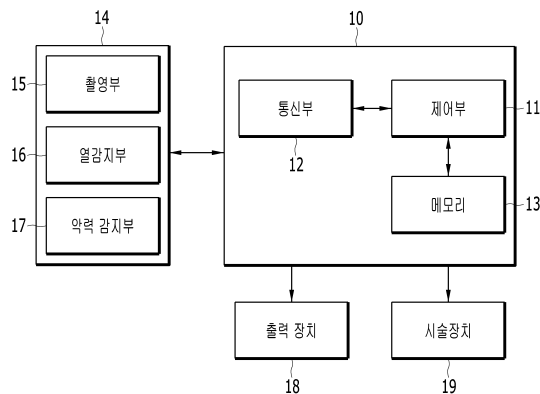 14
10
15
촬영부
16
열감지부
17
악력 감지부
통신부
12
제어부
11
메모리
13
출력 장치
18
시술장치
19